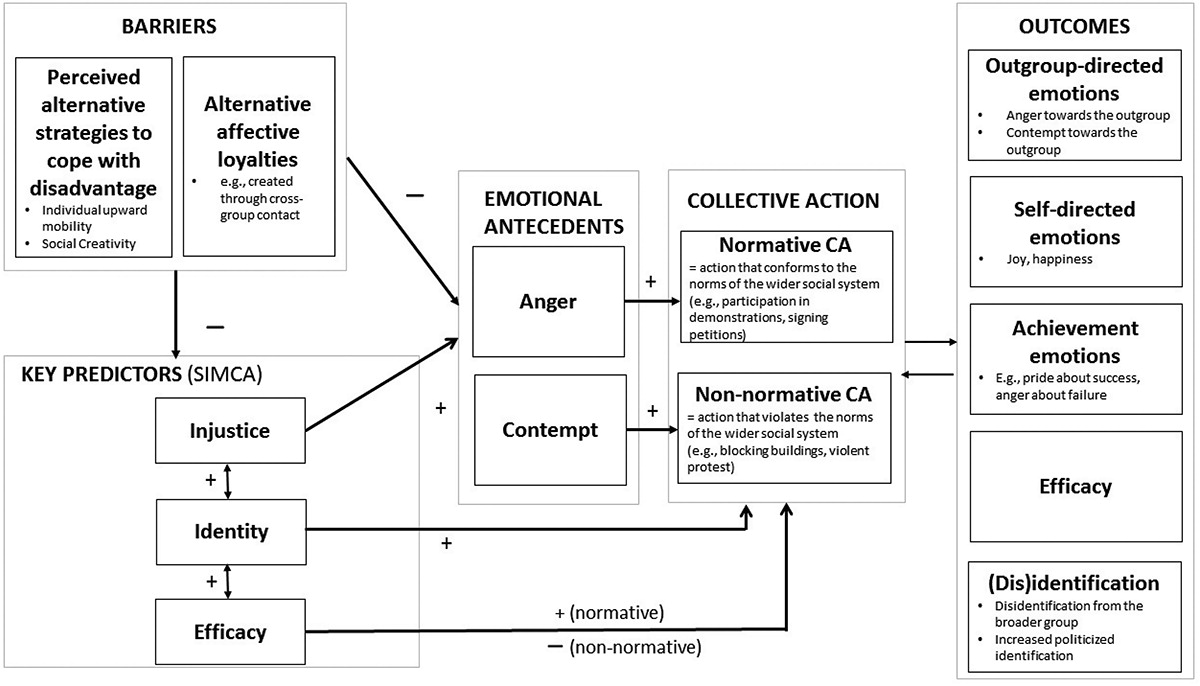 BARRIERS
Perceived
alternative
strategies to
cope with
disadvantage
• Individual upward
mobility
• Social Creativity
Alternative
affective
loyalties
• e.g., created
through cross-
group contact
—
—
KEY PREDICTORS (SIMCA)
Injustice
+
Identity
+
Efficacy
+
+
+ (normative)
— (non-normative)
EMOTIONAL
ANTECEDENTS
Anger
Contempt
+
+
COLLECTIVE ACTION
Normative CA
= action that conforms to the
norms of the wider social system
(e.g., participation in
demonstrations, signing
petitions)
Non-normative CA
= action that violates the norms
of the wider social system
(e.g., blocking buildings, violent
protest)
OUTCOMES
Outgroup-directed
emotions
• Anger towards the outgroup
• Contempt towards the
outgroup
Self-directed
emotions
• Joy, happiness
Achievement
emotions
• E.g., pride about success,
anger about failure
Efficacy
(Dis)identification
• Disidentification from the
broader group
• Increased politicized
identification